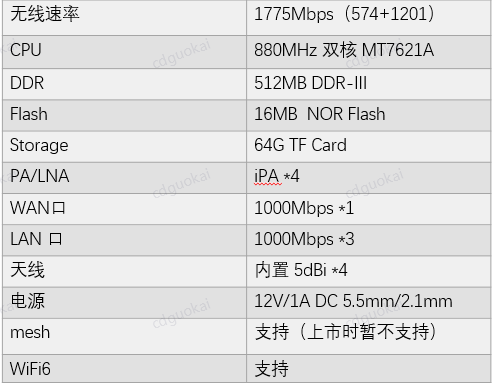 无线速率 1775Mbps（574+1201）
CPU 880MHz 双核 MT7621A
DDR 512MB DDR-III
Flash 16MB NOR Flash
Storage 64G TF Card
PA/LNA iPA *4
WAN口 1000Mbps *1
LAN 口 1000Mbps *3
天线 内置 5dBi *4
电源 12V/1A DC 5.5mm/2.1mm
mesh 支持（上市时暂不支持）
WiFi6 支持
cdguokai
cdguokai
cdguokai
cdguokai
cdguokai
cdguokai